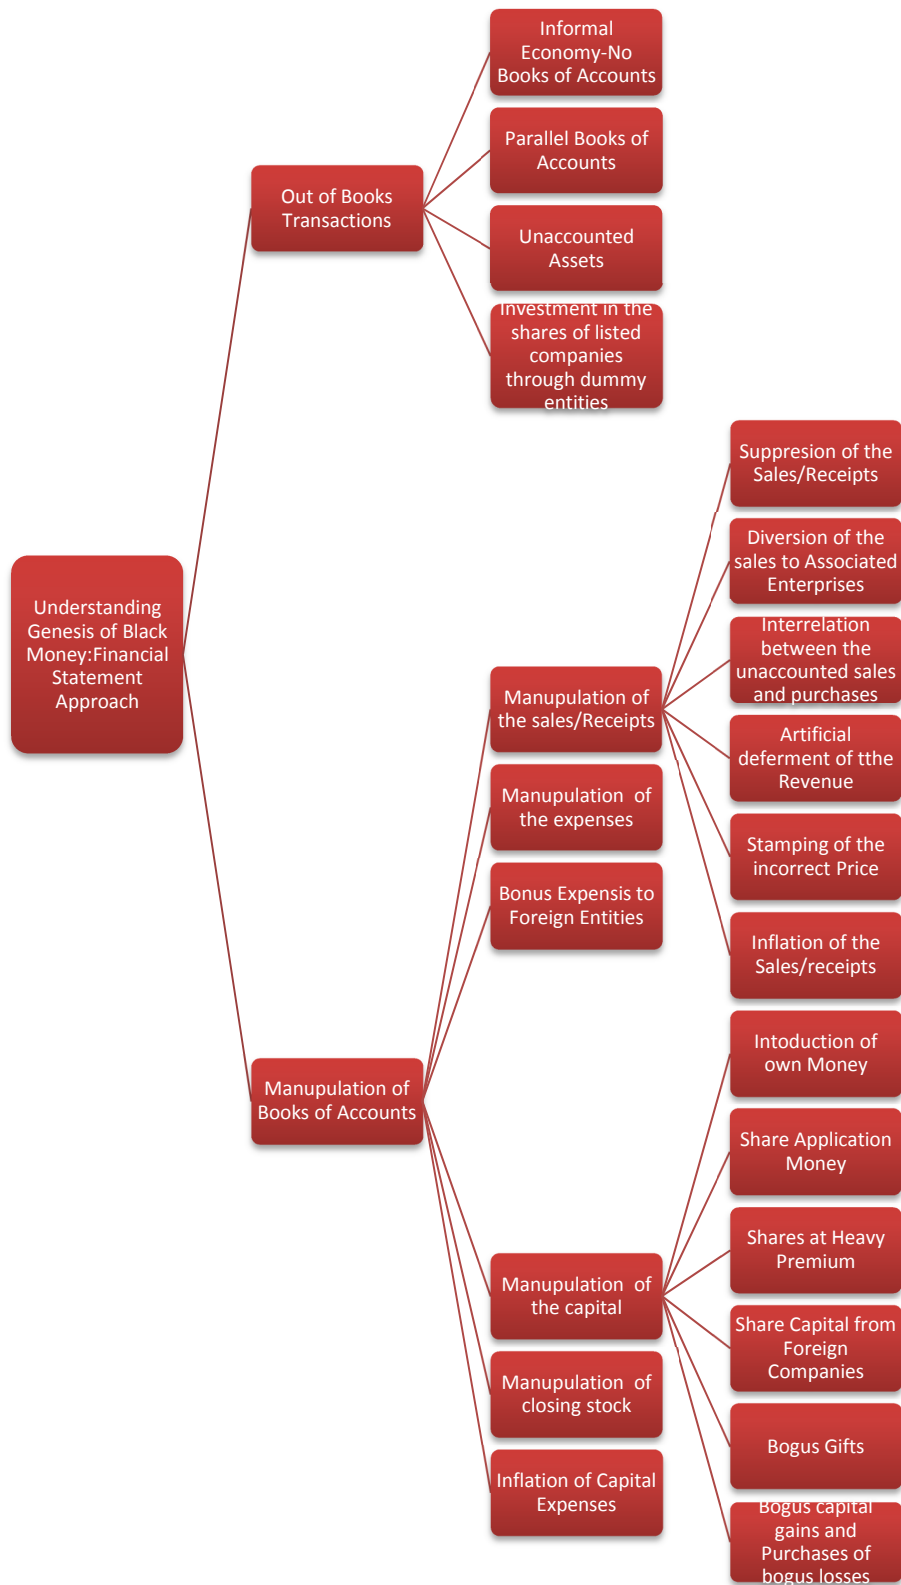 Understanding
Genesis of Black
Money:Financial
Statement
Approach
Out of Books
Transactions
Informal
Economy-No
Books of Accounts
Parallel Books of
Accounts
Unaccounted
Assets
Investment in the
shares of listed
companies
through dummy
entities
Manupulation of
Books of Accounts
Manupulation of
the sales/Receipts
Suppresion of the
Sales/Receipts
Diversion of the
sales to Associated
Enterprises
Interrelation
between the
unaccounted sales
and purchases
Artificial
deferment of tthe
Revenue
Stamping of the
incorrect Price
Inflation of the
Sales/receipts
Manupulation of
the expenses
Bonus Expensis to
Foreign Entities
Manupulation of
the capital
Intoduction of
own Money
Share Application
Money
Shares at Heavy
Premium
Share Capital from
Foreign
Companies
Bogus Gifts
Bogus capital
gains and
Purchases of
bogus losses
Manupulation of
closing stock
Inflation of Capital
Expenses